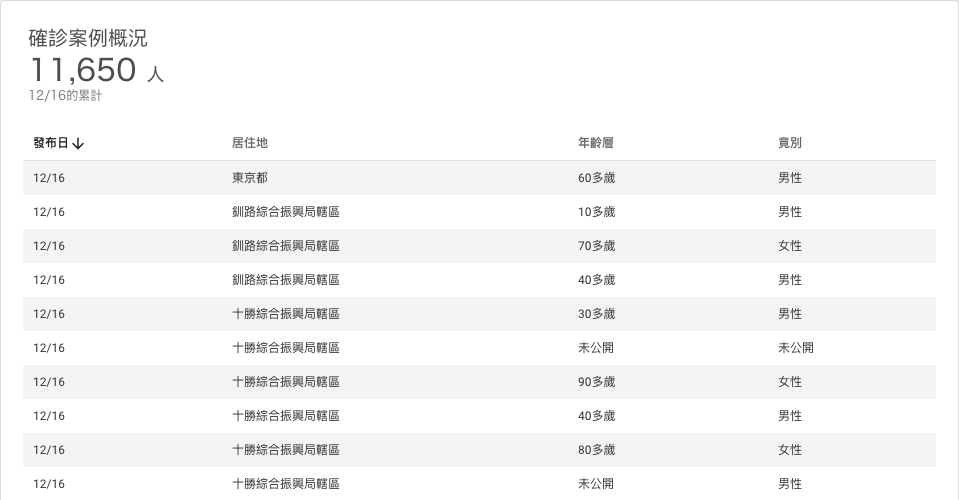 確診案例概況
11,650 人
12/16的累計
發布日↓ 居住地 年齡層 竟別
12/16 東京都 60多歲 男性
12/16 釧路綜合振興局轄區 10多歲 男性
12/16 釧路綜合振興局轄區 70多歲 女性
12/16 釧路綜合振興局轄區 40多歲 男性
12/16 十勝綜合振興局轄區 30多歲 男性
12/16 十勝綜合振興局轄區 未公開 未公開
12/16 十勝綜合振興局轄區 90多歲 女性
12/16 十勝綜合振興局轄區 40多歲 男性
12/16 十勝綜合振興局轄區 80多歲 女性
12/16 十勝綜合振興局轄區 未公開 男性